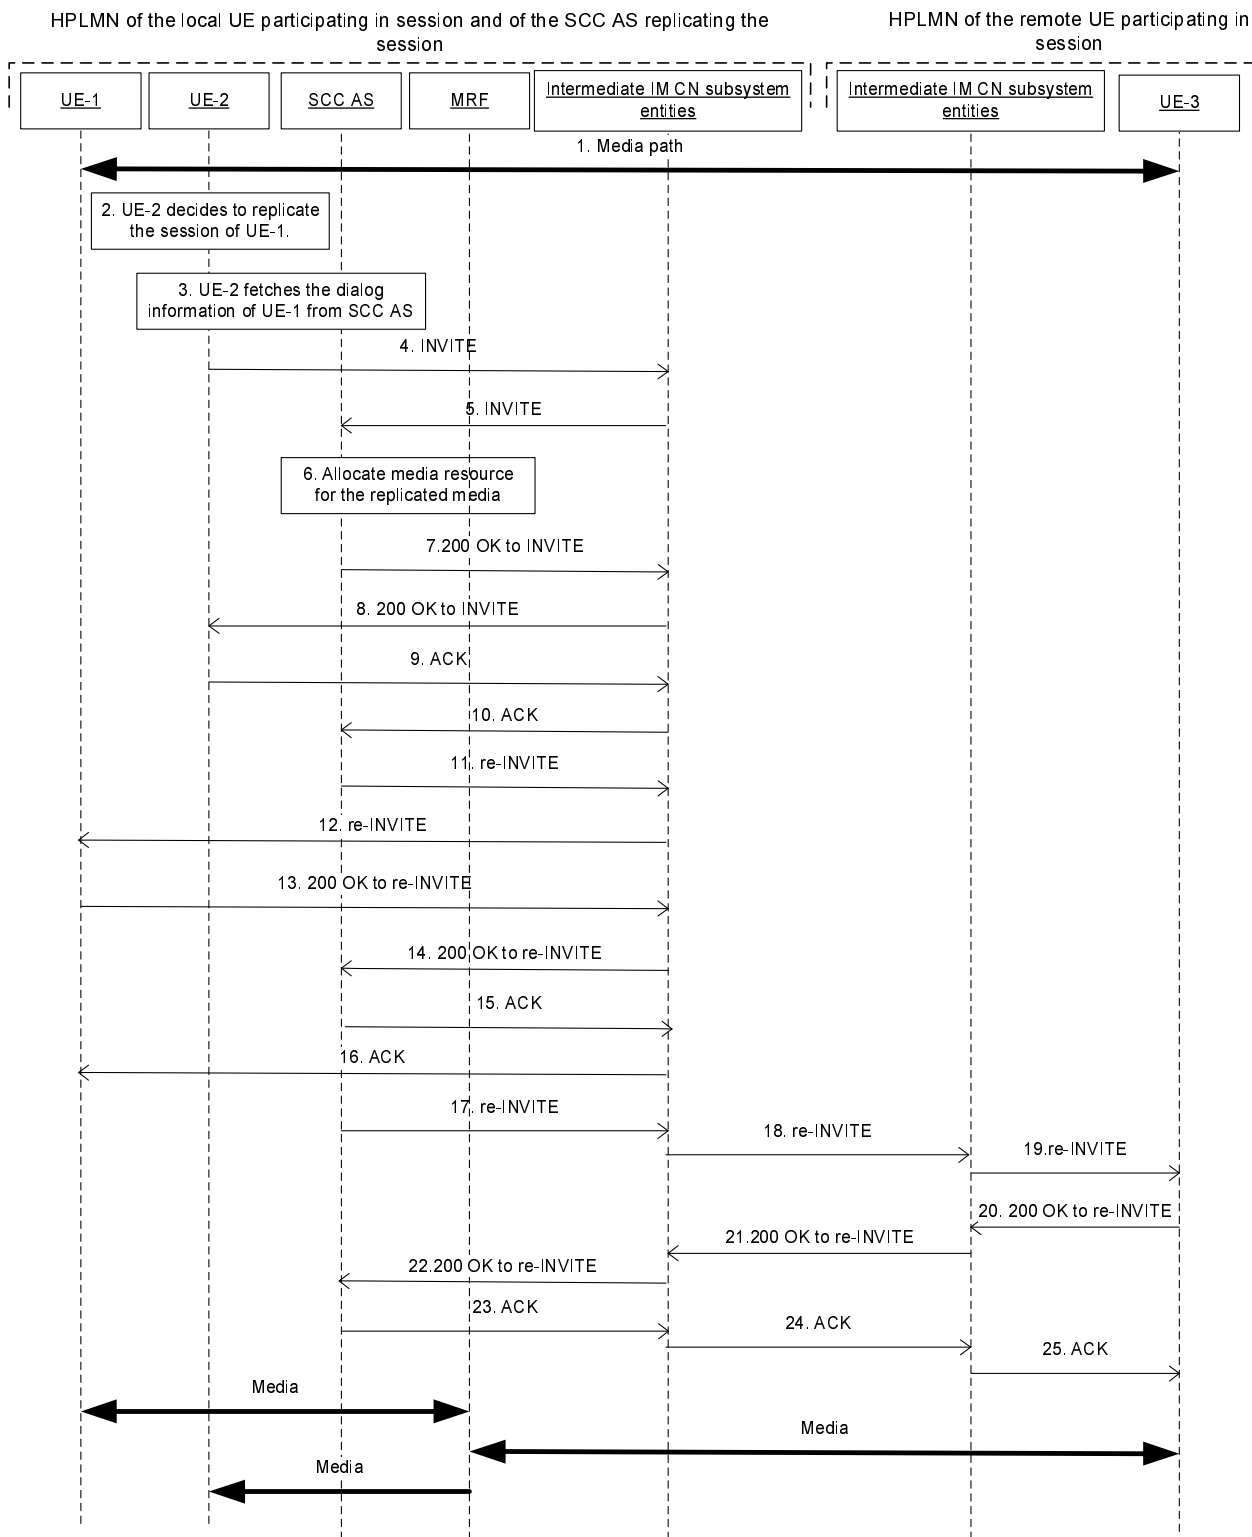 HPLMN of the local UE participating in session and of the SCC AS replicating the
session
HPLMN of the remote UE participating in
session
UE-1
UE-2
SCC AS
MRF
Intermediate IM CN subsystem
entities
Intermediate IM CN subsystem
entities
UE-3
1. Media path
2. UE-2 decides to replicate
the session of UE-1.
3. UE-2 fetches the dialog
information of UE-1 from SCC AS
4. INVITE
5. INVITE
6. Allocate media resource
for the replicated media
7.200 OK to INVITE
8. 200 OK to INVITE
9. ACK
10. ACK
11. re-INVITE
12. re-INVITE
13. 200 OK to re-INVITE
14. 200 OK to re-INVITE
15. ACK
16. ACK
17. re-INVITE
18. re-INVITE
19.re-INVITE
20. 200 OK to re-INVITE
21.200 OK to re-INVITE
22.200 OK to re-INVITE
23. ACK
24. ACK
25. ACK
Media
Media
Media